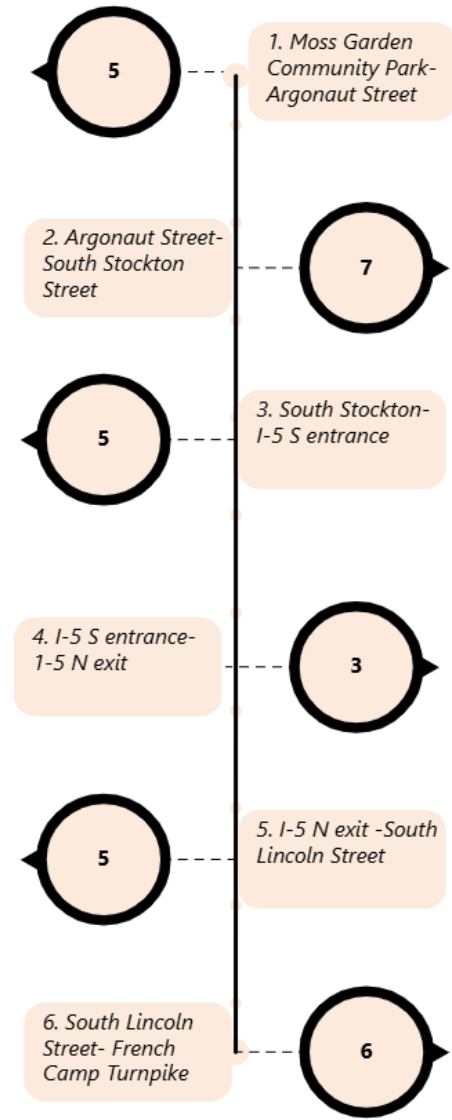 5
1. Moss Garden
Community Park-
Argonaut Street
2. Argonaut Street-
South Stockton
Street
7
5
3. South Stockton-
I-5 S entrance
4. I-5 S entrance-
1-5 N exit
3
5
5. I-5 N exit -South
Lincoln Street
6. South Lincoln
Street- French
Camp Turnpike
6